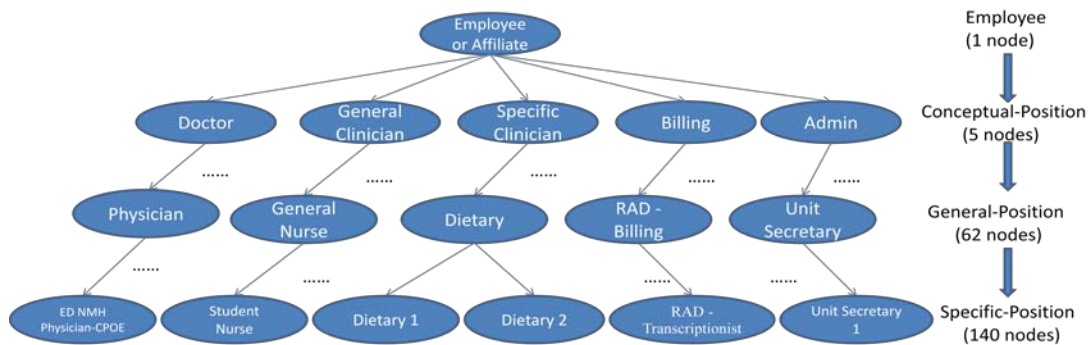 Employee
or Affiliate
Employee
(1 node)
Doctor
General
Clinician
Specific
Clinician
Billing
Admin
Conceptual-Position
(5 nodes)
......
......
......
......
......
Physician
General
Nurse
Dietary
RAD -
Billing
Unit
Secretary
General-Position
(62 nodes)
......
......
......
......
ED NMH
Physician-CPOE
Student
Nurse
Dietary 1
Dietary 2
RAD -
Transcriptionist
Unit Secretary
1
Specific-Position
(140 nodes)